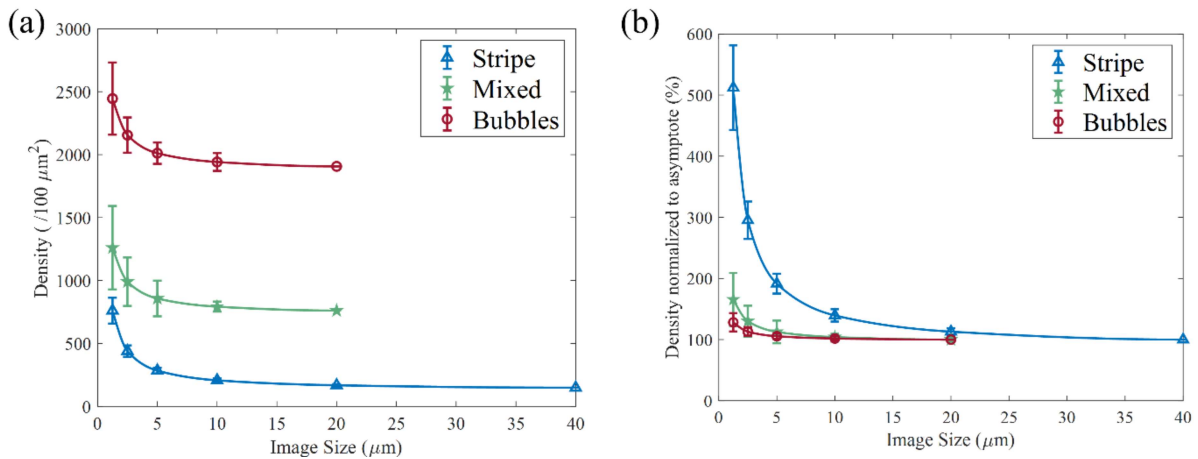 (a)
3000
2500
2000
1500
1000
500
0
Density ( /100 μm²)
Stripe
Mixed
Bubbles
0 5 10 15 20 25 30 35 40
Image Size (μm)
(b)
600
500
400
300
200
100
0
Density normalized to asymptote (%)
Stripe
Mixed
Bubbles
0 5 10 15 20 25 30 35 40
Image Size (μm)